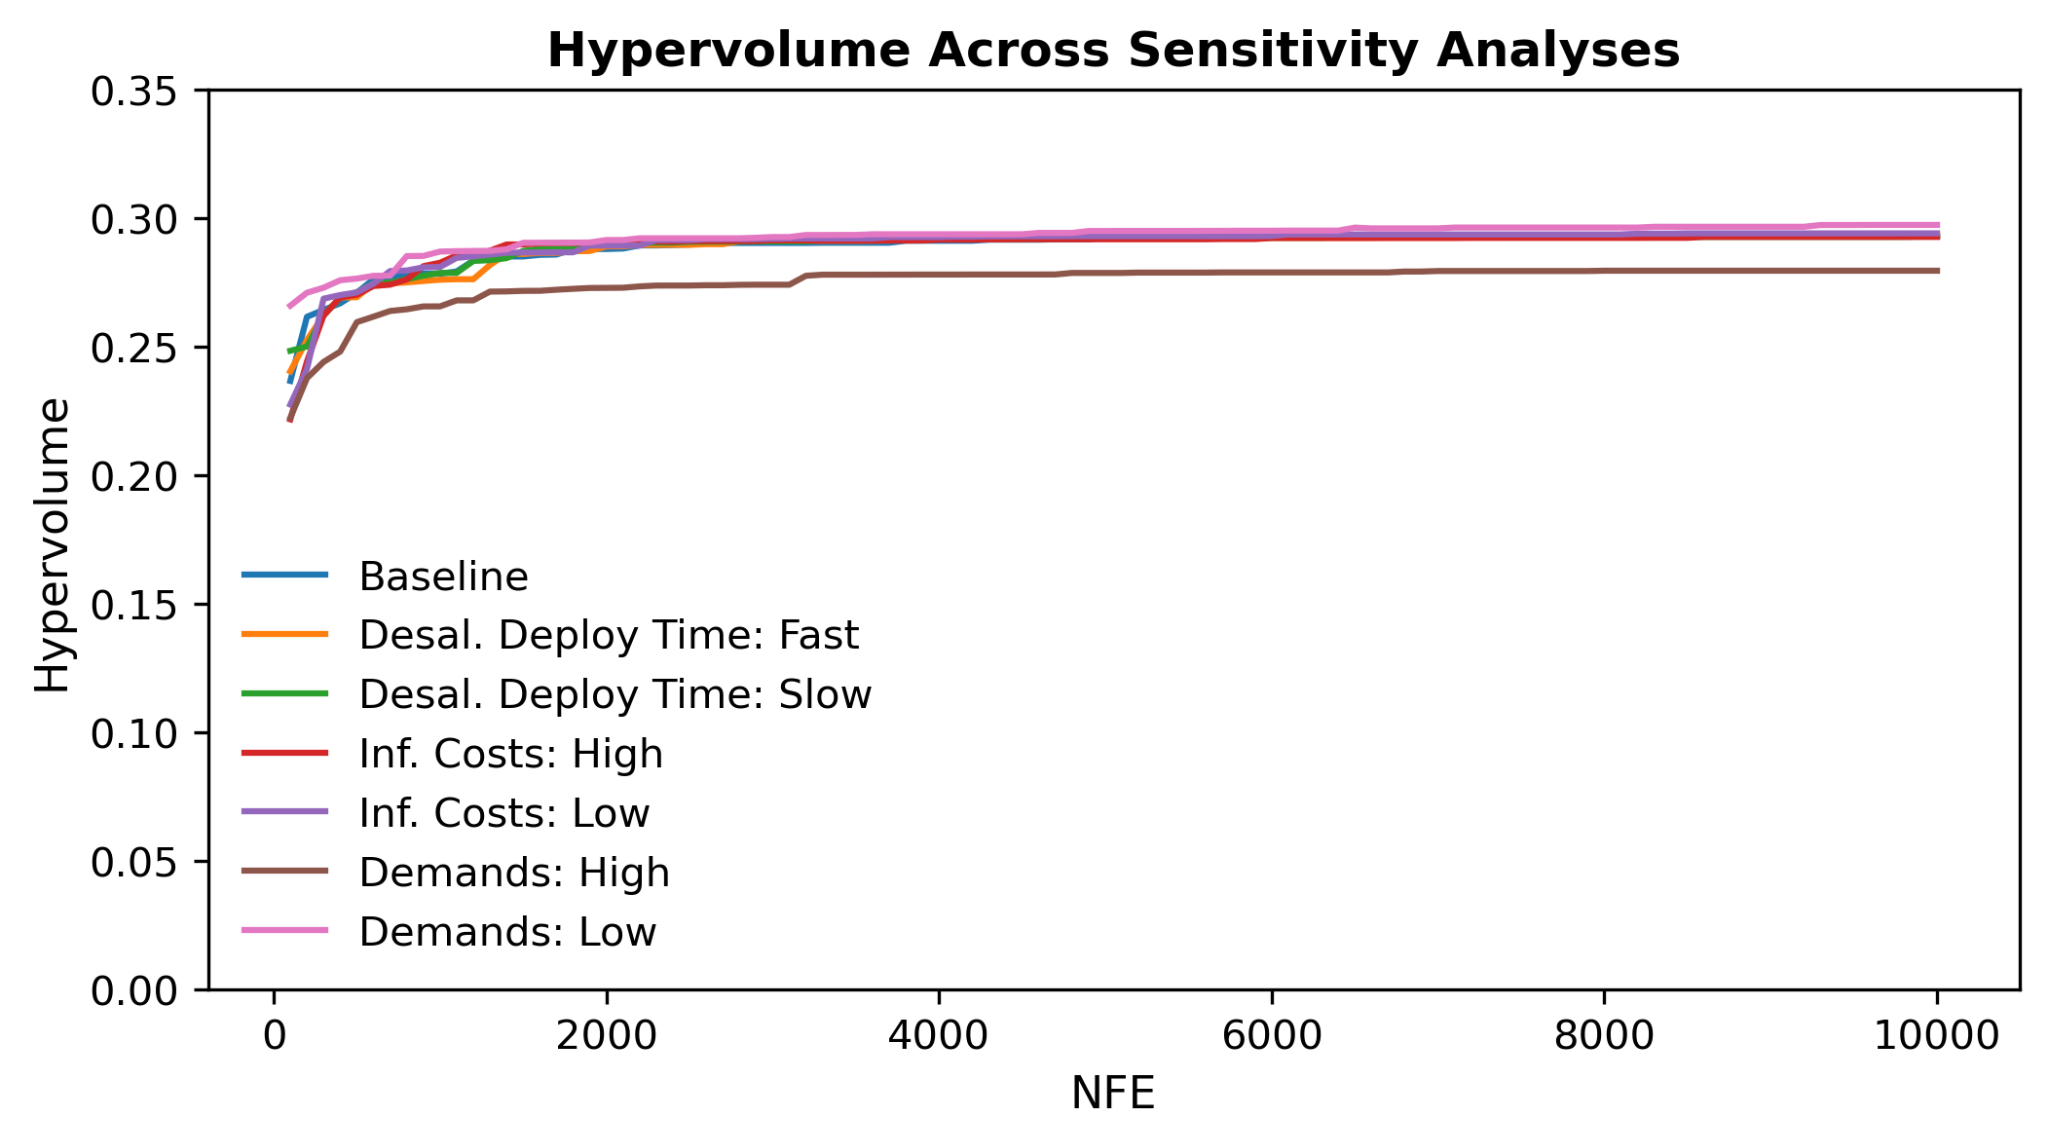 Hypervolume Across Sensitivity Analyses
0.35
0.30
0.25
0.20
0.15
0.10
0.05
0.00
Hypervolume
Baseline
Desal. Deploy Time: Fast
Desal. Deploy Time: Slow
Inf. Costs: High
Inf. Costs: Low
Demands: High
Demands: Low
0 2000 4000 6000 8000 10000
NFE